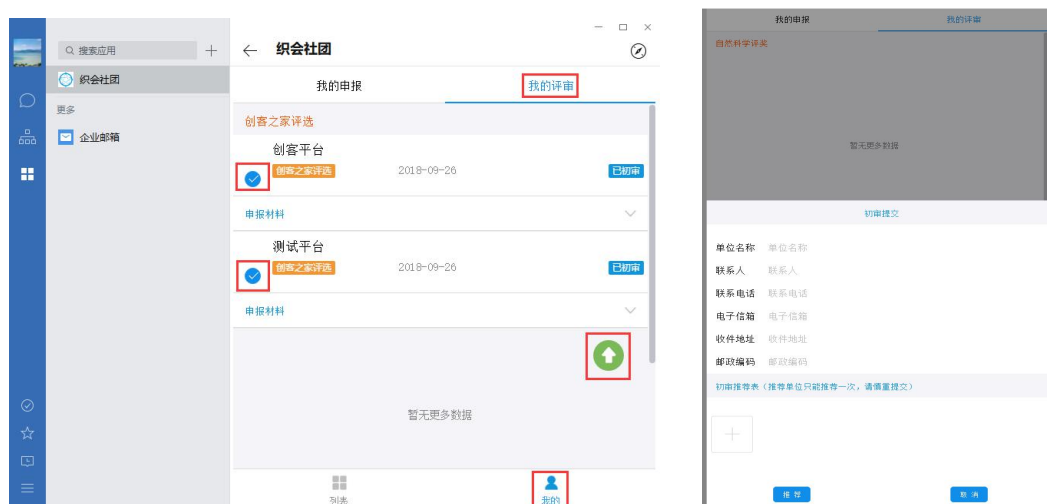 搜索应用
织会社团
更多
企业邮箱
织会社团
我的申报
我的评审
创客之家评选
创客平台
创客之家评选
2018-09-26
已初审
申报材料
测试平台
创客之家评选
2018-09-26
已初审
申报材料
暂无更多数据
列表
我的
我的申报
我的评审
自然科学评奖
暂无更多数据
初审提交
单位名称 单位名称
联系人 联系人
联系电话 联系电话
电子信箱 电子信箱
收件地址 收件地址
邮政编码 邮政编码
初审推荐表（推荐单位只能推荐一次，请慎重提交）
推 荐
取 消